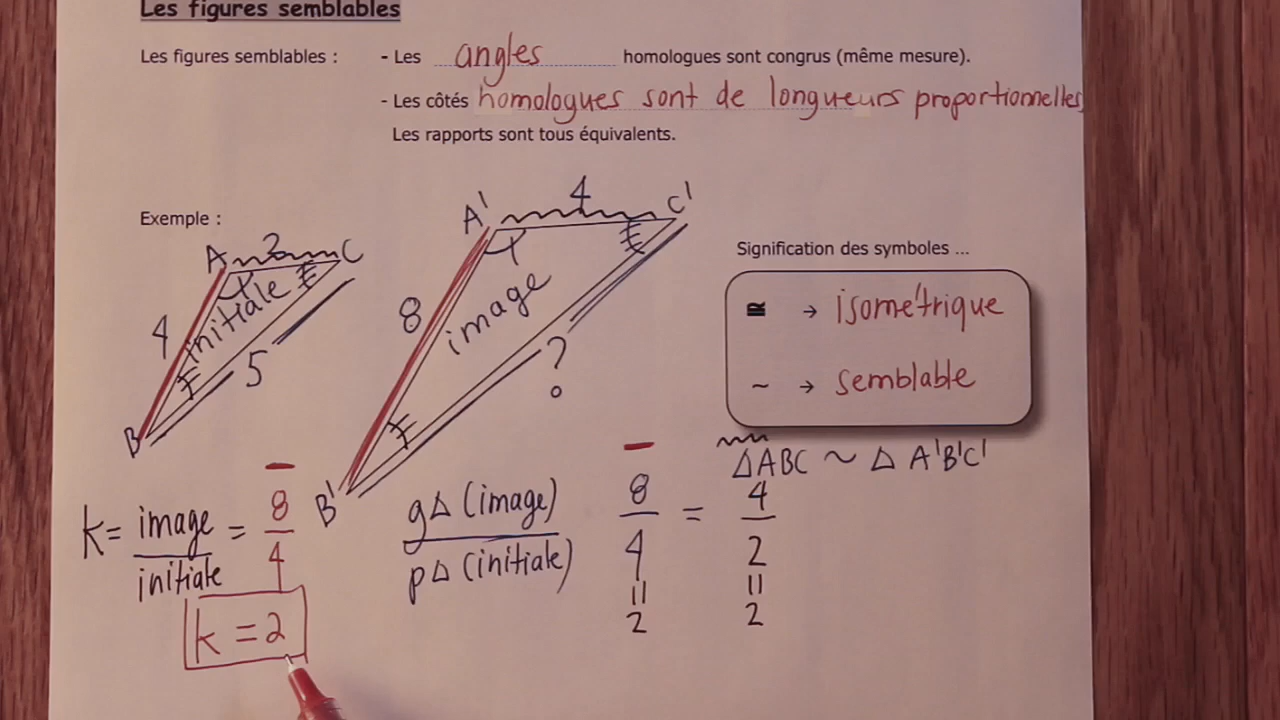 Les figures semblables
Les figures semblables : - Les angles homologues sont congrus (même mesure).
- Les côtés homologues sont de longueurs proportionnelles
Les rapports sont tous équivalents.
Exemple :
A 2 C
4 initiale
5
B
A' 4 C'
8 image
?
B'
Signification des symboles ...
≅ → isométrique
~ → semblable
ΔABC ~ Δ A'B'C'
k = image / initiale = 8 / 4
k = 2
gΔ (image) / pΔ (initiale)
8 / 4 = 4 / 2
= =
2 2